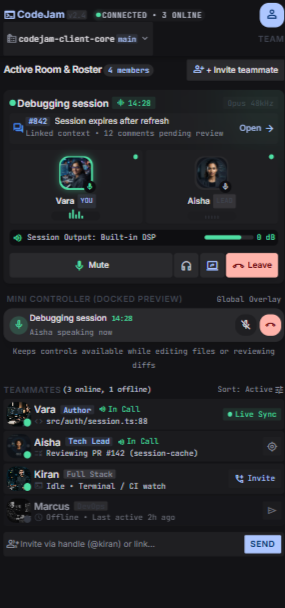 CodeJam CONNECTED • 3 ONLINE
codejam-client-core main TEAM
Active Room & Roster 4 members + Invite teammate
Debugging session 14:28 Opus 48kHz
#842 Session expires after refresh
Linked context • 12 comments pending review
Open →
Vara YOU
Aisha
Session Output: Built-in DSP 0 dB
Mute Leave
MINI CONTROLLER (DOCKED PREVIEW) Global Overlay
Debugging session 14:28
Aisha speaking now
Keeps controls available while editing files or reviewing
diffs
TEAMMATES (3 online, 1 offline) Sort: Active
Vara Author In Call
src/auth/session.ts:88
Live Sync
Aisha Tech Lead In Call
Reviewing PR #142 (session-cache)
Kiran Full Stack
Idle • Terminal / CI watch
Invite
Marcus
Offline • Last active 2h ago
Invite via handle (@kiran) or link... SEND